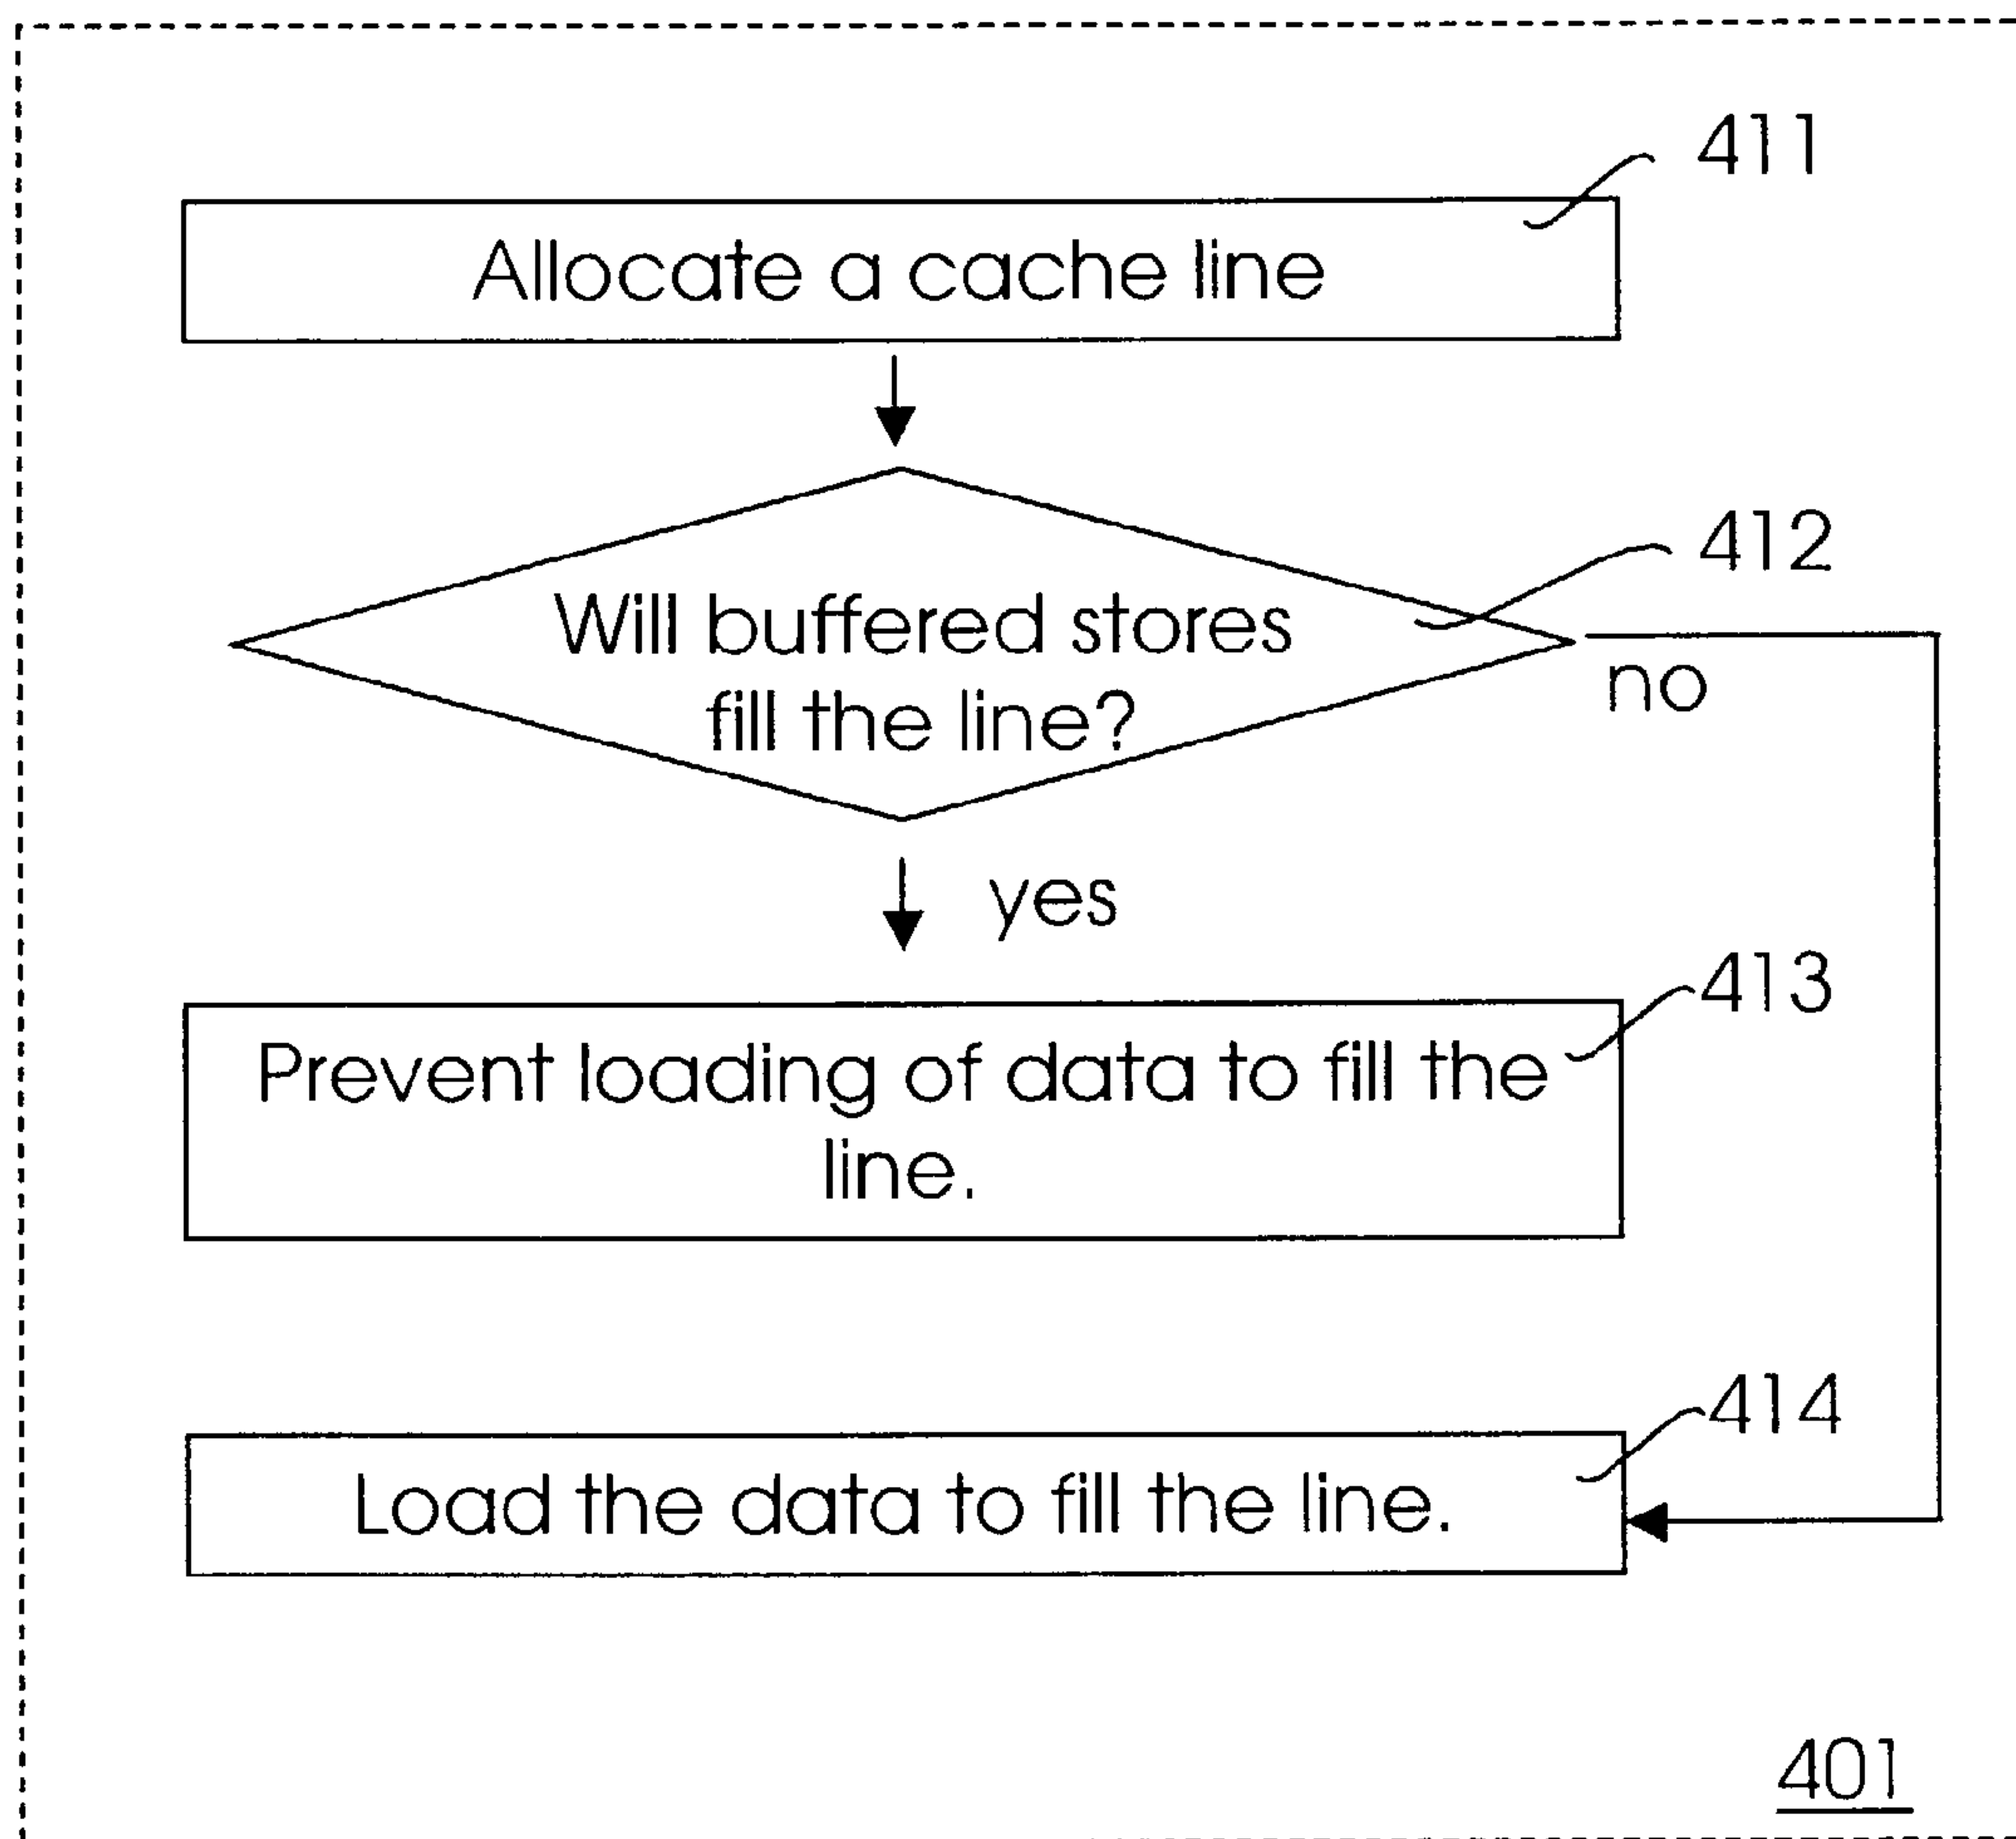 411
Allocate a cache line
412
Will buffered stores
fill the line?
no
yes
413
Prevent loading of data to fill the
line.
414
Load the data to fill the line.
401